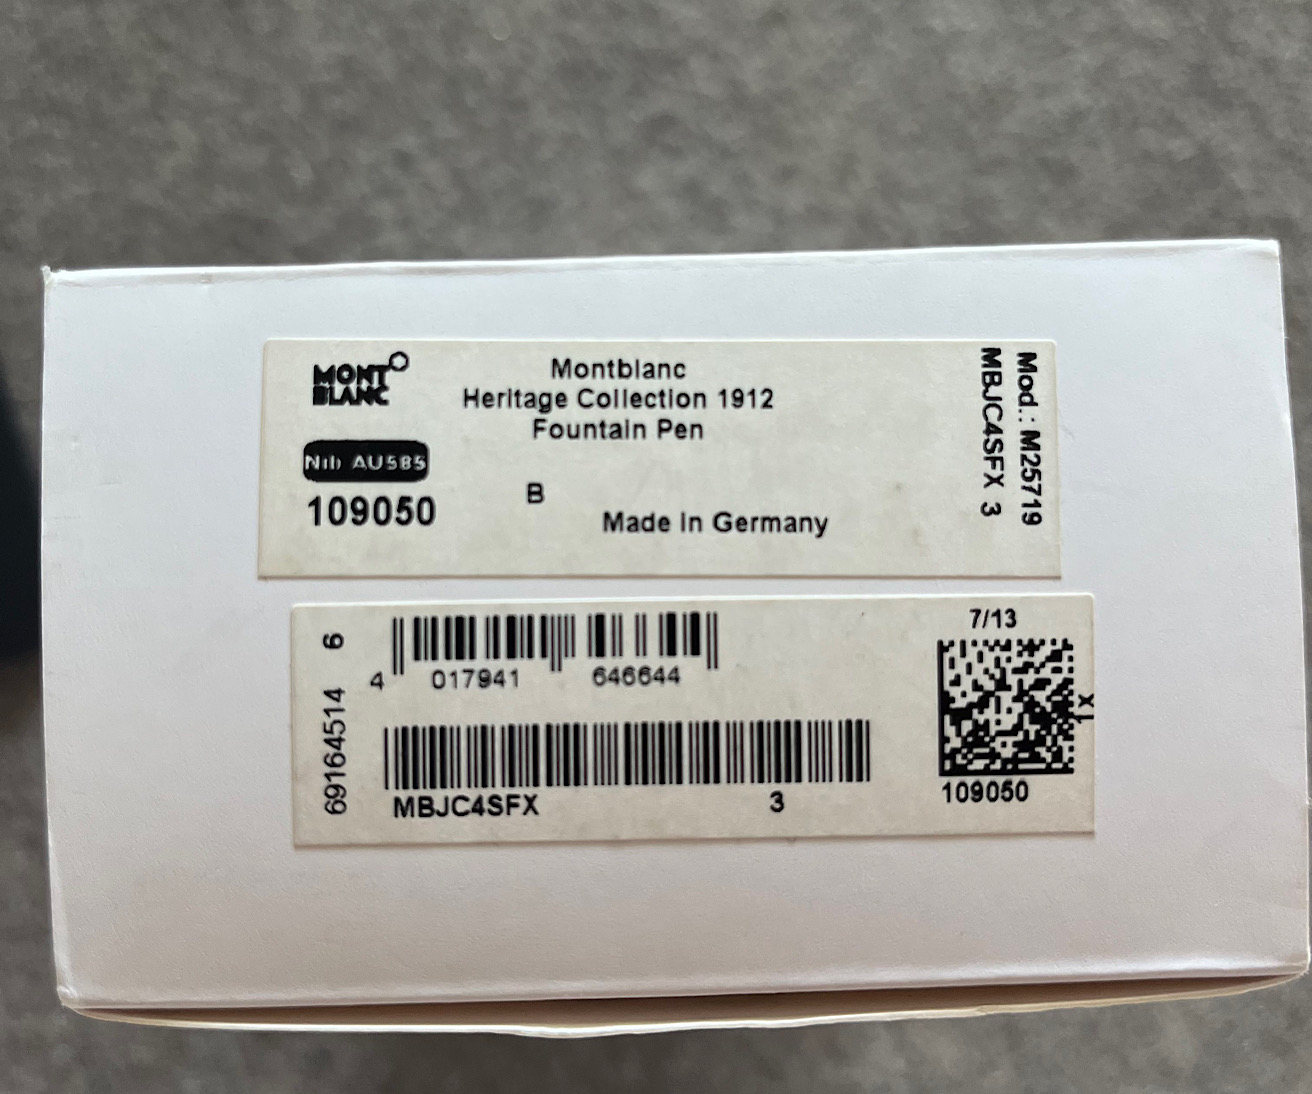 MONT
BLANC
Nib AU585
109050
Montblanc
Heritage Collection 1912
Fountain Pen
B
Made in Germany
Mod.: M25719
MBJC4SFX 3
69164514 6
4 017941 646644
MBJC4SFX 3
7/13
1X
109050